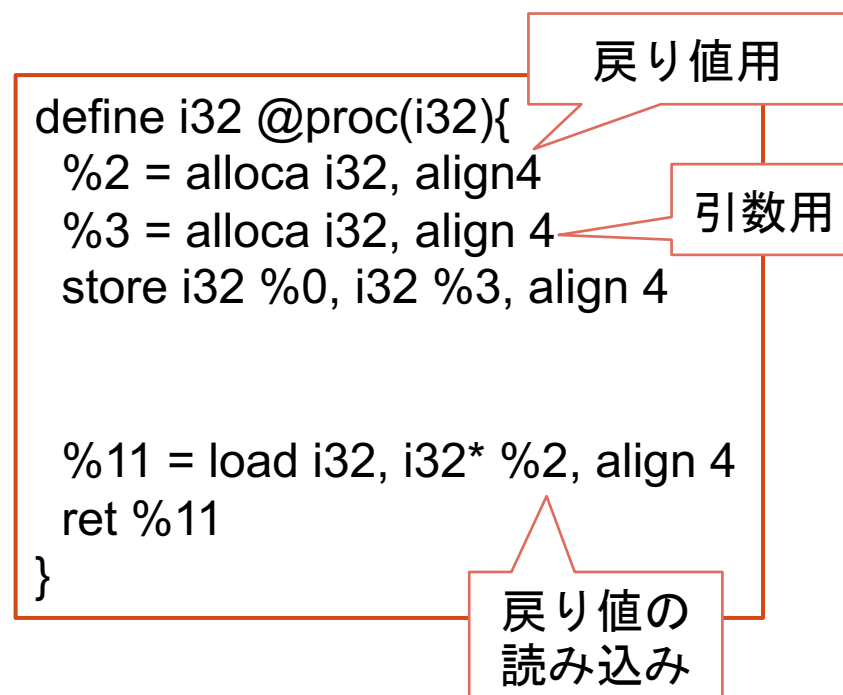 戻り値用
define i32 @proc(i32){
%2 = alloca i32, align4
%3 = alloca i32, align 4
引数用
store i32 %0, i32 %3, align 4
%11 = load i32, i32* %2, align 4
ret %11
}
戻り値の
読み込み